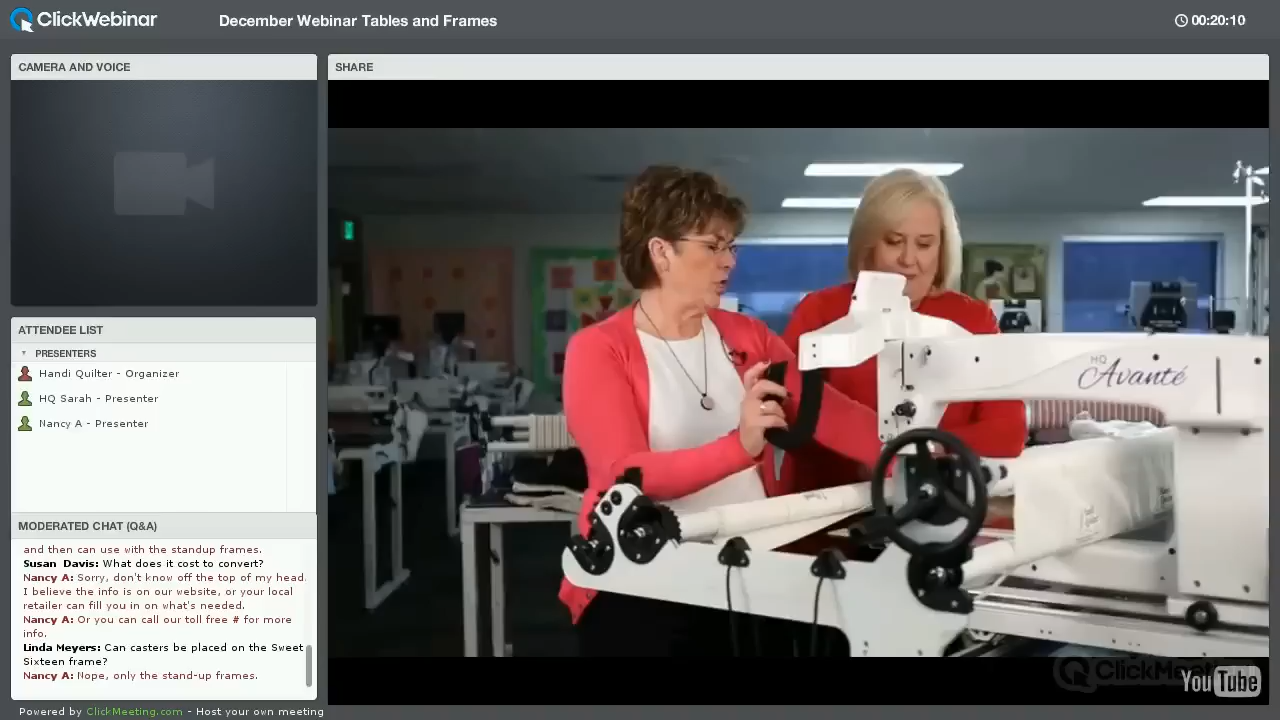 ClickWebinar
December Webinar Tables and Frames
00:20:10
CAMERA AND VOICE
SHARE
HQ
Avanté
ATTENDEE LIST
PRESENTERS
Handi Quilter - Organizer
HQ Sarah - Presenter
Nancy A - Presenter
MODERATED CHAT (Q&A)
and then can use with the standup frames.
Susan Davis: What does it cost to convert?
Nancy A: Sorry, don't know off the top of my head.
I believe the info is on our website, or your local
retailer can fill you in on what's needed.
Nancy A: Or you can call our toll free # for more
info.
Linda Meyers: Can casters be placed on the Sweet
Sixteen frame?
Nancy A: Nope, only the stand-up frames.
ClickMeeting
YouTube
Powered by ClickMeeting.com - Host your own meeting